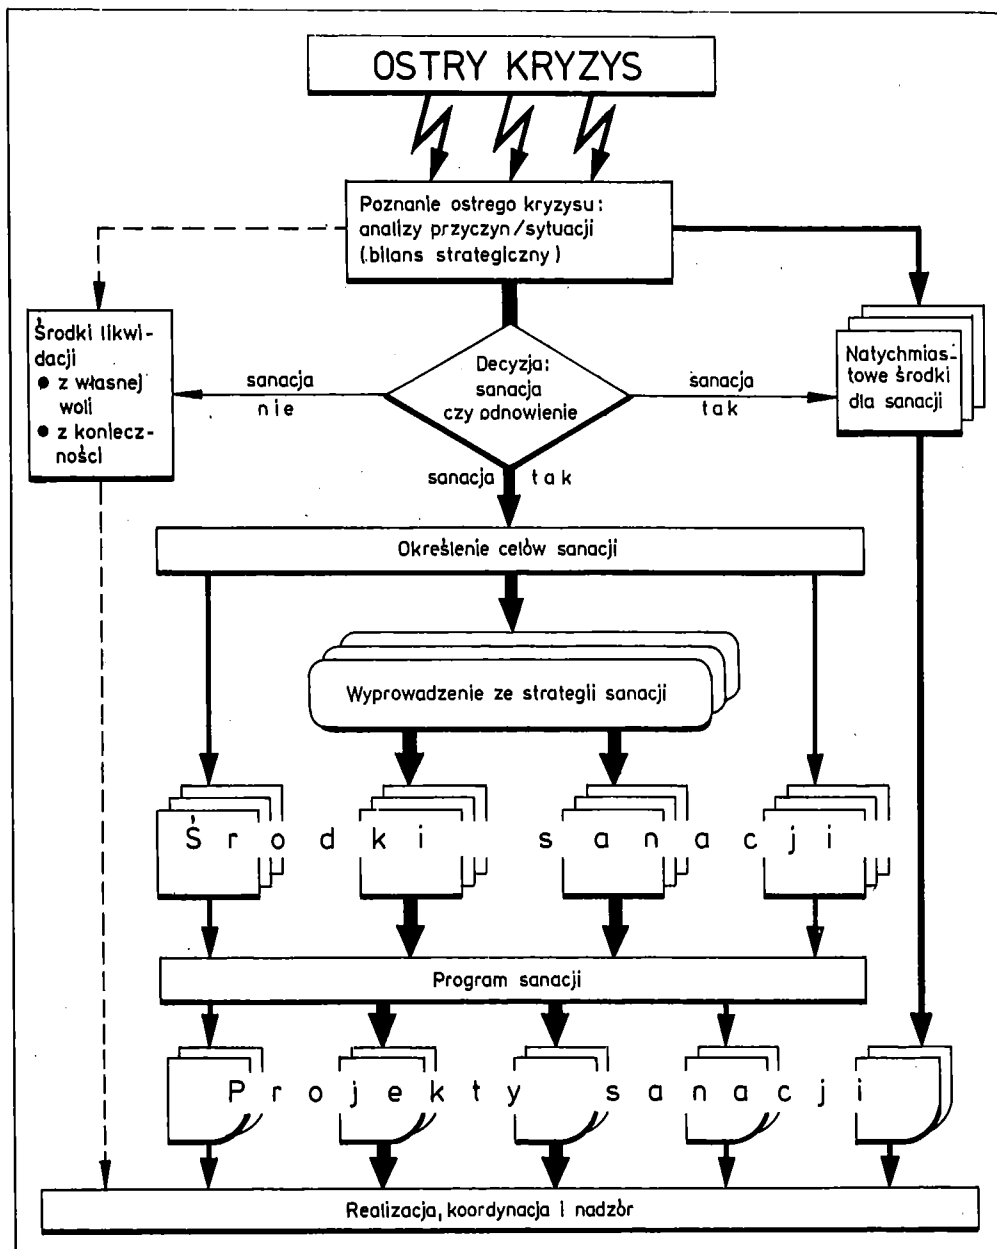 OSTRY KRYZYS
Poznanie ostrego kryzysu:
analizy przyczyn/sytuacji
(bilans strategiczny)
Środki likwi-
dacji
● z własnej
woli
● z koniecz-
ności
sanacja
nie
Decyzja:
sanacja
czy odnowienie
sanacja
tak
Natychmias-
towe środki
dla sanacji
sanacja tak
Określenie celów sanacji
Wyprowadzenie ze strategii sanacji
Środki sanacji
Program sanacji
Projekty sanacji
Realizacja, koordynacja i nadzór